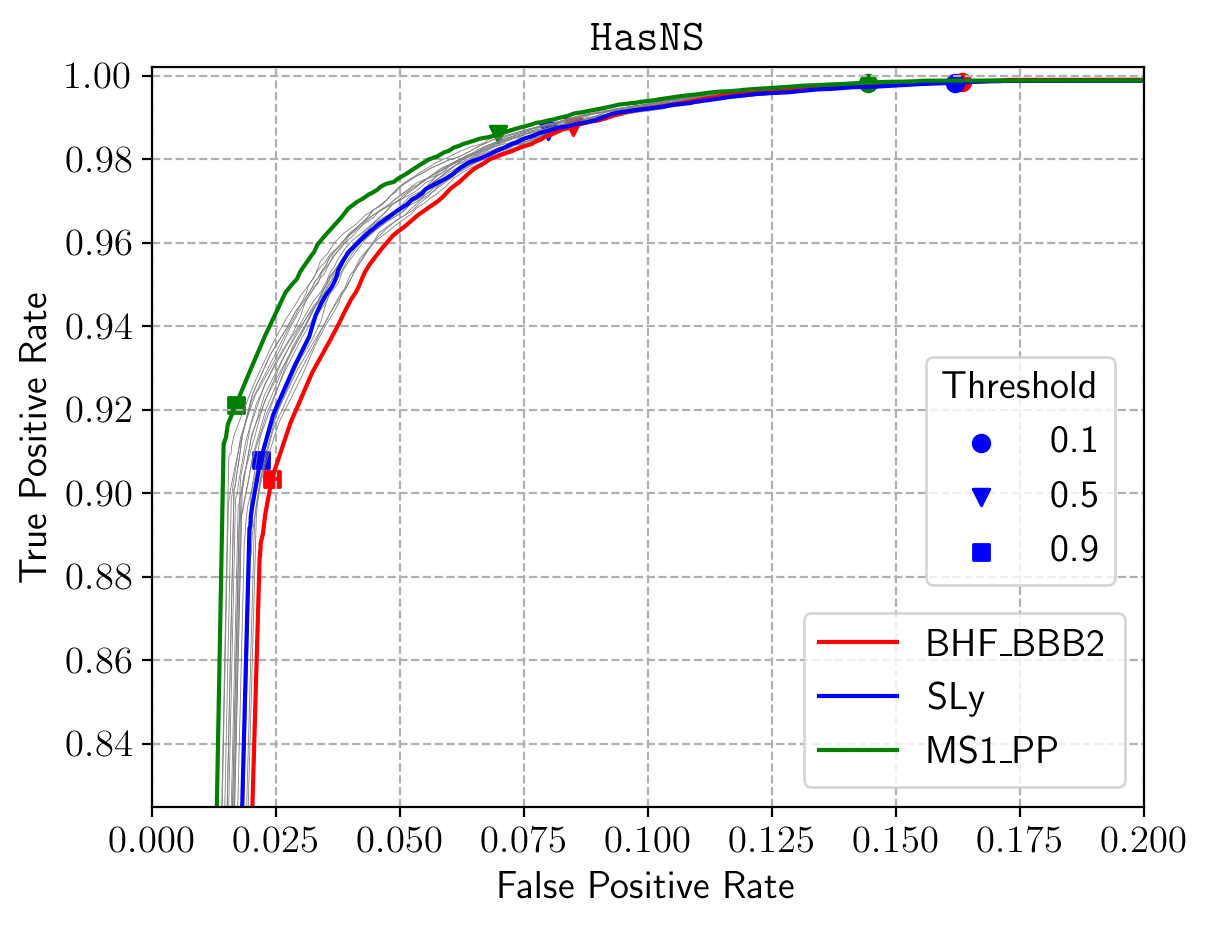 HasNS
1.00
0.98
0.96
0.94
0.92
0.90
0.88
0.86
0.84
True Positive Rate
Threshold
0.1
0.5
0.9
BHF_BBB2
SLy
MS1_PP
0.000 0.025 0.050 0.075 0.100 0.125 0.150 0.175 0.200
False Positive Rate